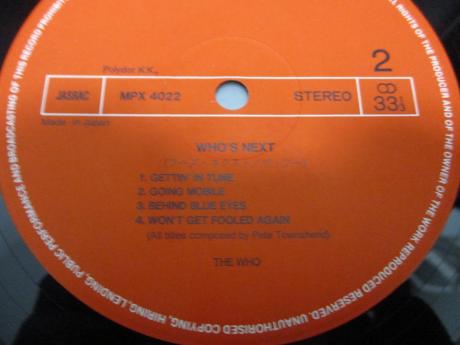 Polydor K.K.,
2
JASRAC MPX 4022 STEREO 33 1/3
Made in Japan
WHO'S NEXT
1. GETTIN' IN TUNE
2. GOING MOBILE
3. BEHIND BLUE EYES
4. WON'T GET FOOLED AGAIN
(All titles composed by Pete Townshend)
THE WHO
RIGHTS OF THE PRODUCER AND OF THE OWNER OF THE WORK REPRODUCED RESERVED. UNAUTHORISED COPYING, HIRING, LENDING, PUBLIC PERFORMANCE AND BROADCASTING OF THIS RECORD PROHIBITED